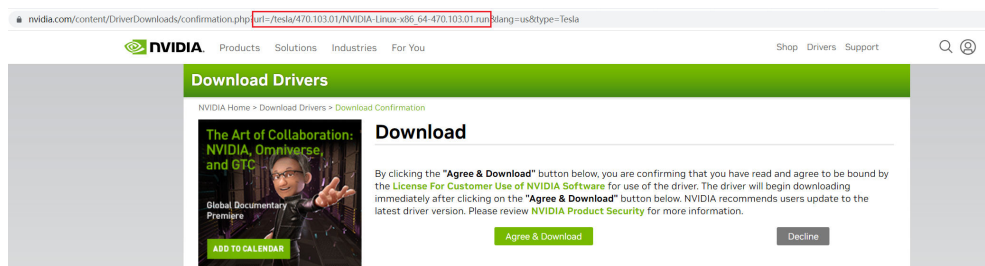 nvidia.com/content/DriverDownloads/confirmation.php?url=/tesla/470.103.01/NVIDIA-Linux-x86_64-470.103.01.run&lang=us&type=Tesla
NVIDIA. Products Solutions Industries For You Shop Drivers Support
Download Drivers
NVIDIA Home > Download Drivers > Download Confirmation
The Art of Collaboration:
NVIDIA, Omniverse,
and GTC
Global Documentary
Premiere
ADD TO CALENDAR
Download
By clicking the "Agree & Download" button below, you are confirming that you have read and agree to be bound by
the License For Customer Use of NVIDIA Software for use of the driver. The driver will begin downloading
immediately after clicking on the "Agree & Download" button below. NVIDIA recommends users update to the
latest driver version. Please review NVIDIA Product Security for more information.
Agree & Download Decline